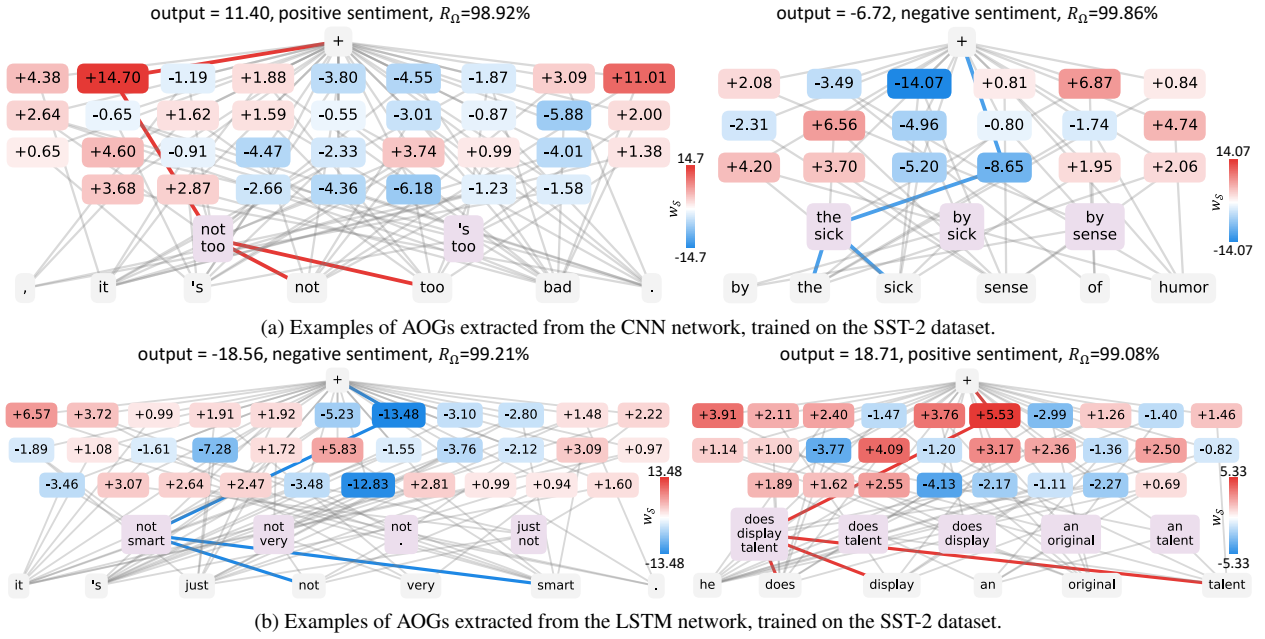 output = 11.40, positive sentiment, R_Ω=98.92%
+
+4.38 +14.70 -1.19 +1.88 -3.80 -4.55 -1.87 +3.09 +11.01
+2.64 -0.65 +1.62 +1.59 -0.55 -3.01 -0.87 -5.88 +2.00
+0.65 +4.60 -0.91 -4.47 -2.33 +3.74 +0.99 -4.01 +1.38
+3.68 +2.87 -2.66 -4.36 -6.18 -1.23 -1.58
14.7
w_S
-14.7
not
too
's
too
, it 's not too bad .
output = -6.72, negative sentiment, R_Ω=99.86%
+
+2.08 -3.49 -14.07 +0.81 +6.87 +0.84
-2.31 +6.56 -4.96 -0.80 -1.74 +4.74
+4.20 +3.70 -5.20 -8.65 +1.95 +2.06
14.07
w_S
-14.07
the
sick
by
sick
by
sense
by the sick sense of humor
(a) Examples of AOGs extracted from the CNN network, trained on the SST-2 dataset.
output = -18.56, negative sentiment, R_Ω=99.21%
+
+6.57 +3.72 +0.99 +1.91 +1.92 -5.23 -13.48 -3.10 -2.80 +1.48 +2.22
-1.89 +1.08 -1.61 -7.28 +1.72 +5.83 -1.55 -3.76 -2.12 +3.09 +0.97
-3.46 +3.07 +2.64 +2.47 -3.48 -12.83 +2.81 +0.99 +0.94 +1.60
13.48
w_S
-13.48
not
smart
not
very
not
.
just
not
it 's just not very smart .
output = 18.71, positive sentiment, R_Ω=99.08%
+
+3.91 +2.11 +2.40 -1.47 +3.76 +5.53 -2.99 +1.26 -1.40 +1.46
+1.14 +1.00 -3.77 +4.09 -1.20 +3.17 +2.36 -1.36 +2.50 -0.82
+1.89 +1.62 +2.55 -4.13 -2.17 -1.11 -2.27 +0.69
5.33
w_S
-5.33
does
display
talent
does
talent
does
display
an
original
an
talent
he does display an original talent
(b) Examples of AOGs extracted from the LSTM network, trained on the SST-2 dataset.